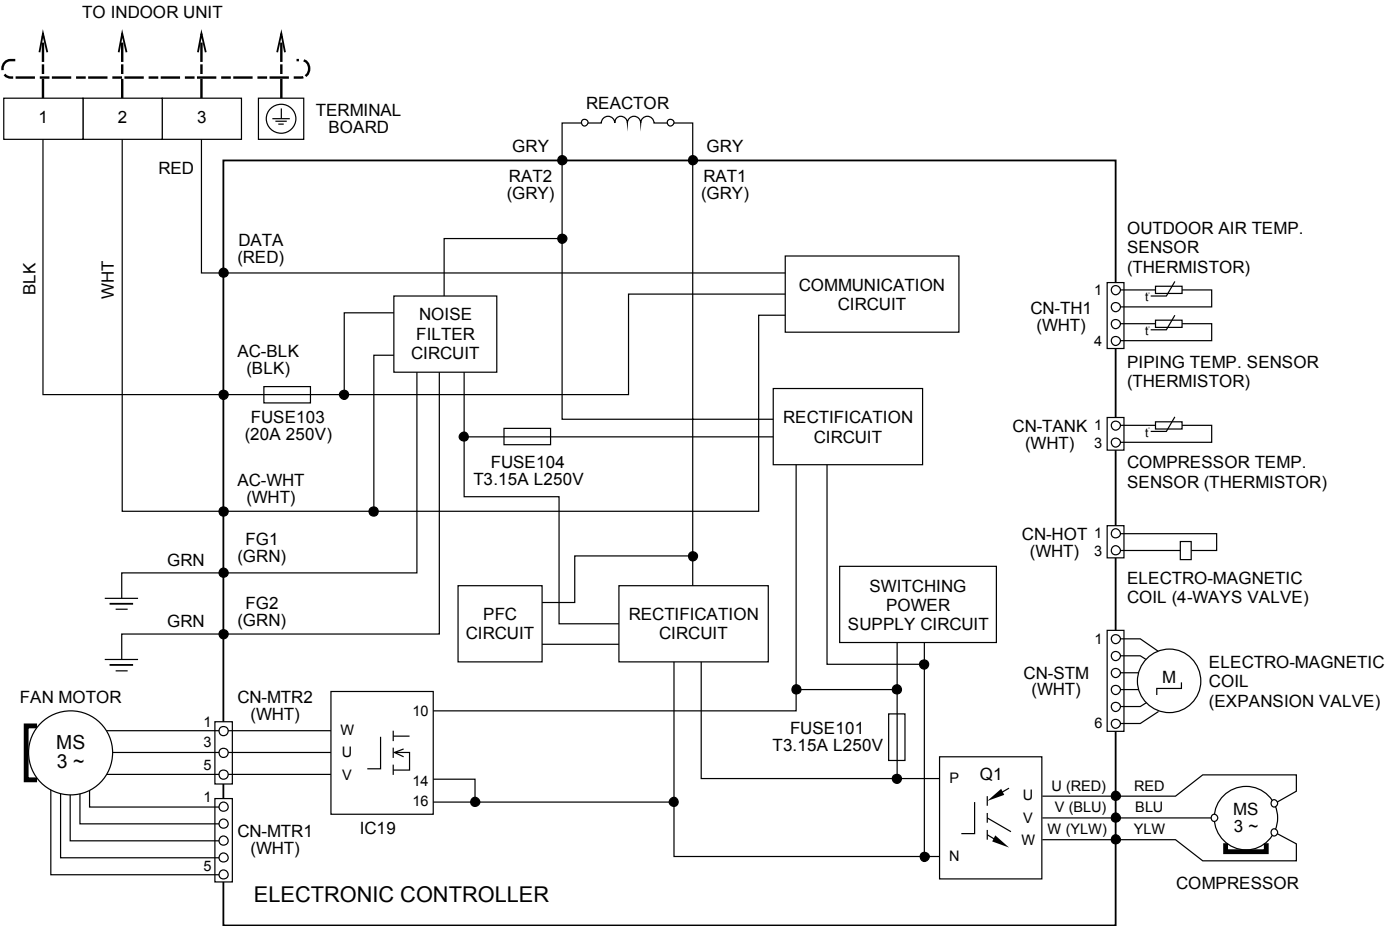 TO INDOOR UNIT
1
2
3
TERMINAL
BOARD
REACTOR
GRY
GRY
RAT2
(GRY)
RAT1
(GRY)
RED
BLK
WHT
DATA
(RED)
NOISE
FILTER
CIRCUIT
COMMUNICATION
CIRCUIT
AC-BLK
(BLK)
FUSE103
(20A 250V)
RECTIFICATION
CIRCUIT
FUSE104
T3.15A L250V
AC-WHT
(WHT)
FG1
(GRN)
GRN
FG2
(GRN)
GRN
PFC
CIRCUIT
RECTIFICATION
CIRCUIT
SWITCHING
POWER
SUPPLY CIRCUIT
FUSE101
T3.15A L250V
FAN MOTOR
MS
3 ~
CN-MTR2
(WHT)
1
3
5
W
U
V
10
14
16
IC19
1
5
CN-MTR1
(WHT)
ELECTRONIC CONTROLLER
P
Q1
N
U
V
W
U (RED)
V (BLU)
W (YLW)
RED
BLU
YLW
MS
3 ~
COMPRESSOR
OUTDOOR AIR TEMP.
SENSOR
(THERMISTOR)
CN-TH1
(WHT)
1
4
t
t
PIPING TEMP. SENSOR
(THERMISTOR)
CN-TANK
(WHT)
1
3
t
COMPRESSOR TEMP.
SENSOR (THERMISTOR)
CN-HOT
(WHT)
1
3
ELECTRO-MAGNETIC
COIL (4-WAYS VALVE)
CN-STM
(WHT)
1
6
M
ELECTRO-MAGNETIC
COIL
(EXPANSION VALVE)